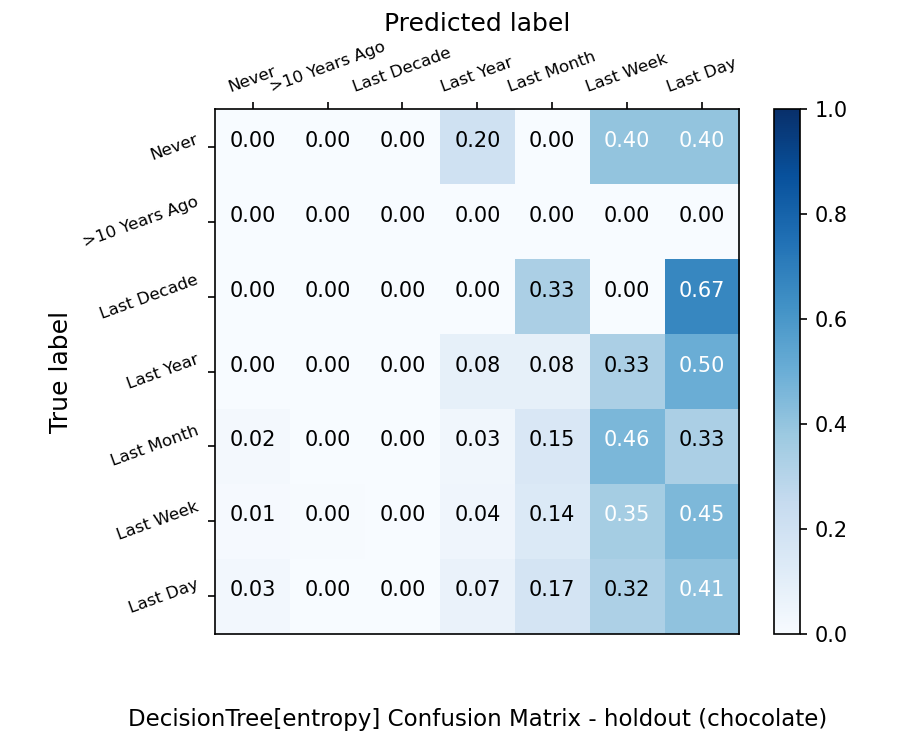 Predicted label
Never >10 Years Ago Last Decade Last Year Last Month Last Week Last Day
True label
Never 0.00 0.00 0.00 0.20 0.00 0.40 0.40
>10 Years Ago 0.00 0.00 0.00 0.00 0.00 0.00 0.00
Last Decade 0.00 0.00 0.00 0.00 0.33 0.00 0.67
Last Year 0.00 0.00 0.00 0.08 0.08 0.33 0.50
Last Month 0.02 0.00 0.00 0.03 0.15 0.46 0.33
Last Week 0.01 0.00 0.00 0.04 0.14 0.35 0.45
Last Day 0.03 0.00 0.00 0.07 0.17 0.32 0.41
1.0
0.8
0.6
0.4
0.2
0.0
DecisionTree[entropy] Confusion Matrix - holdout (chocolate)